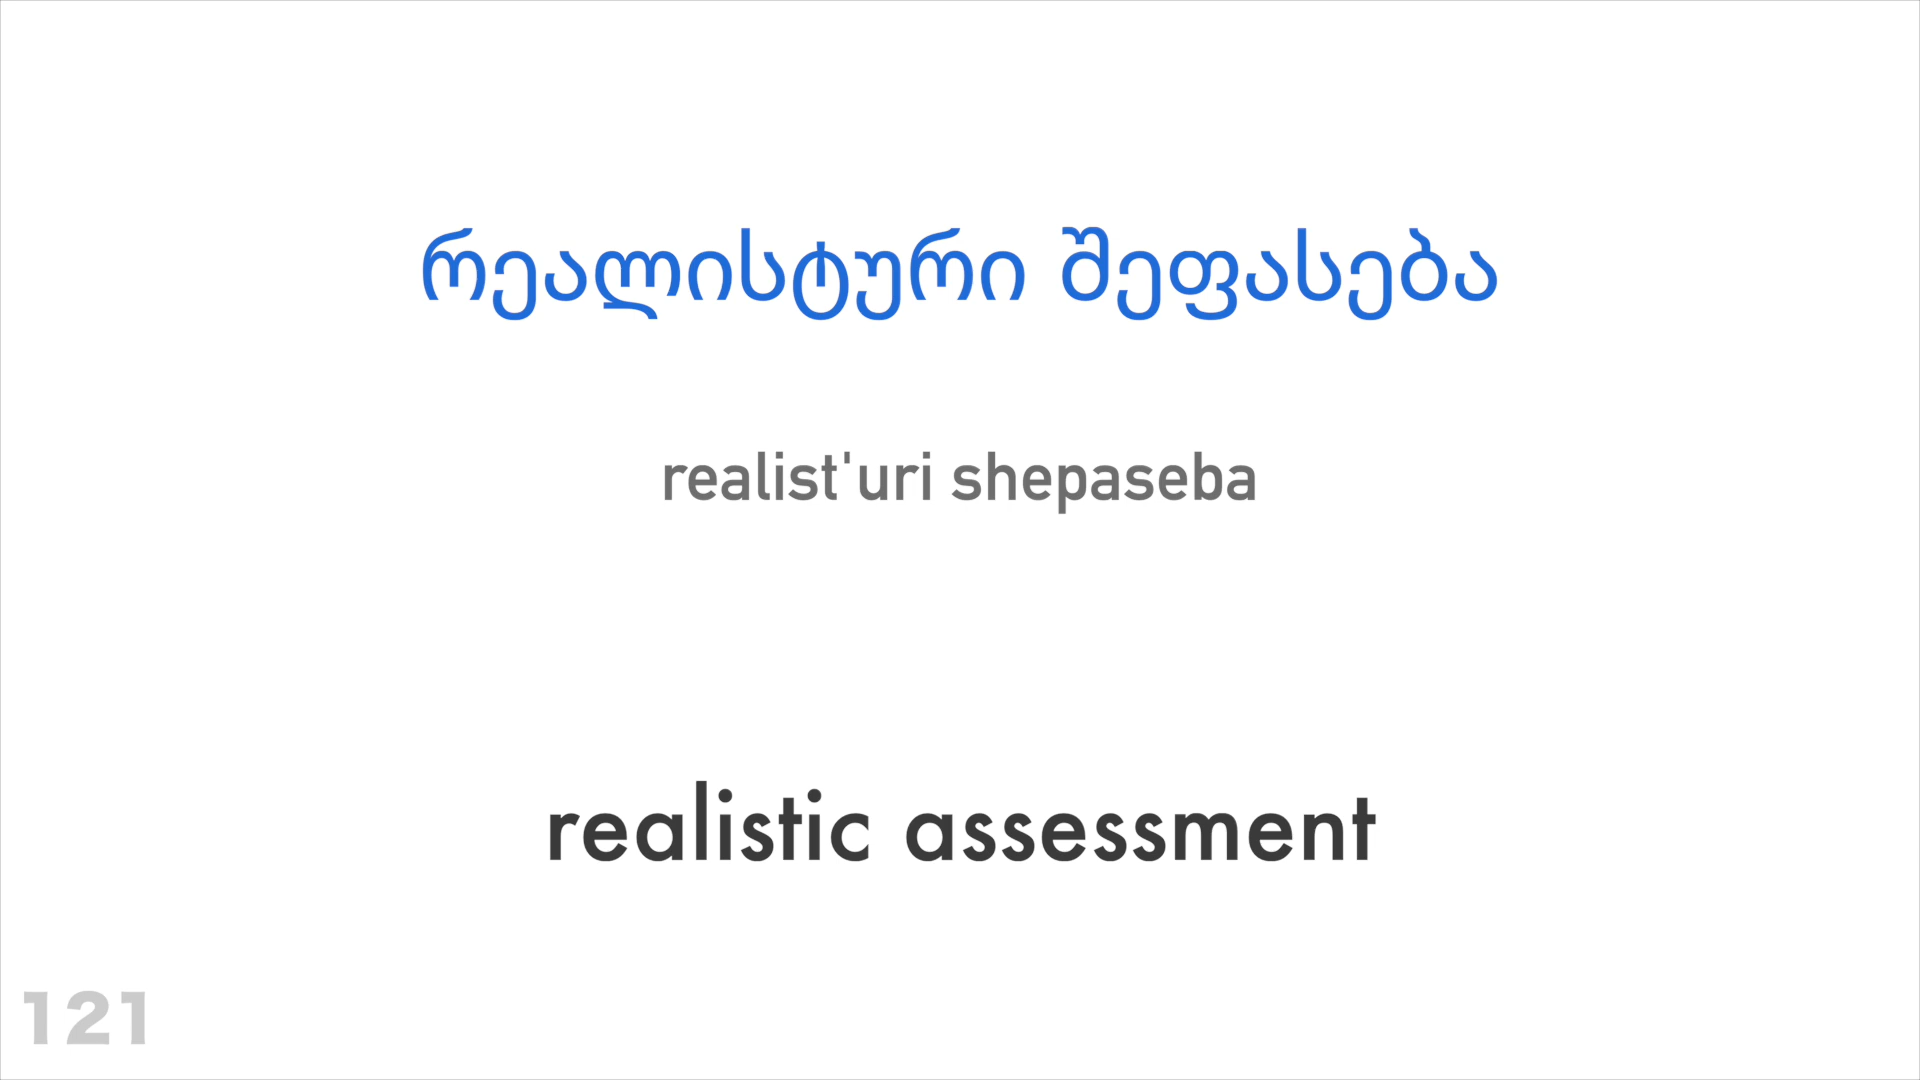 რეალისტური შეფასება
realist'uri shepaseba
realistic assessment
121